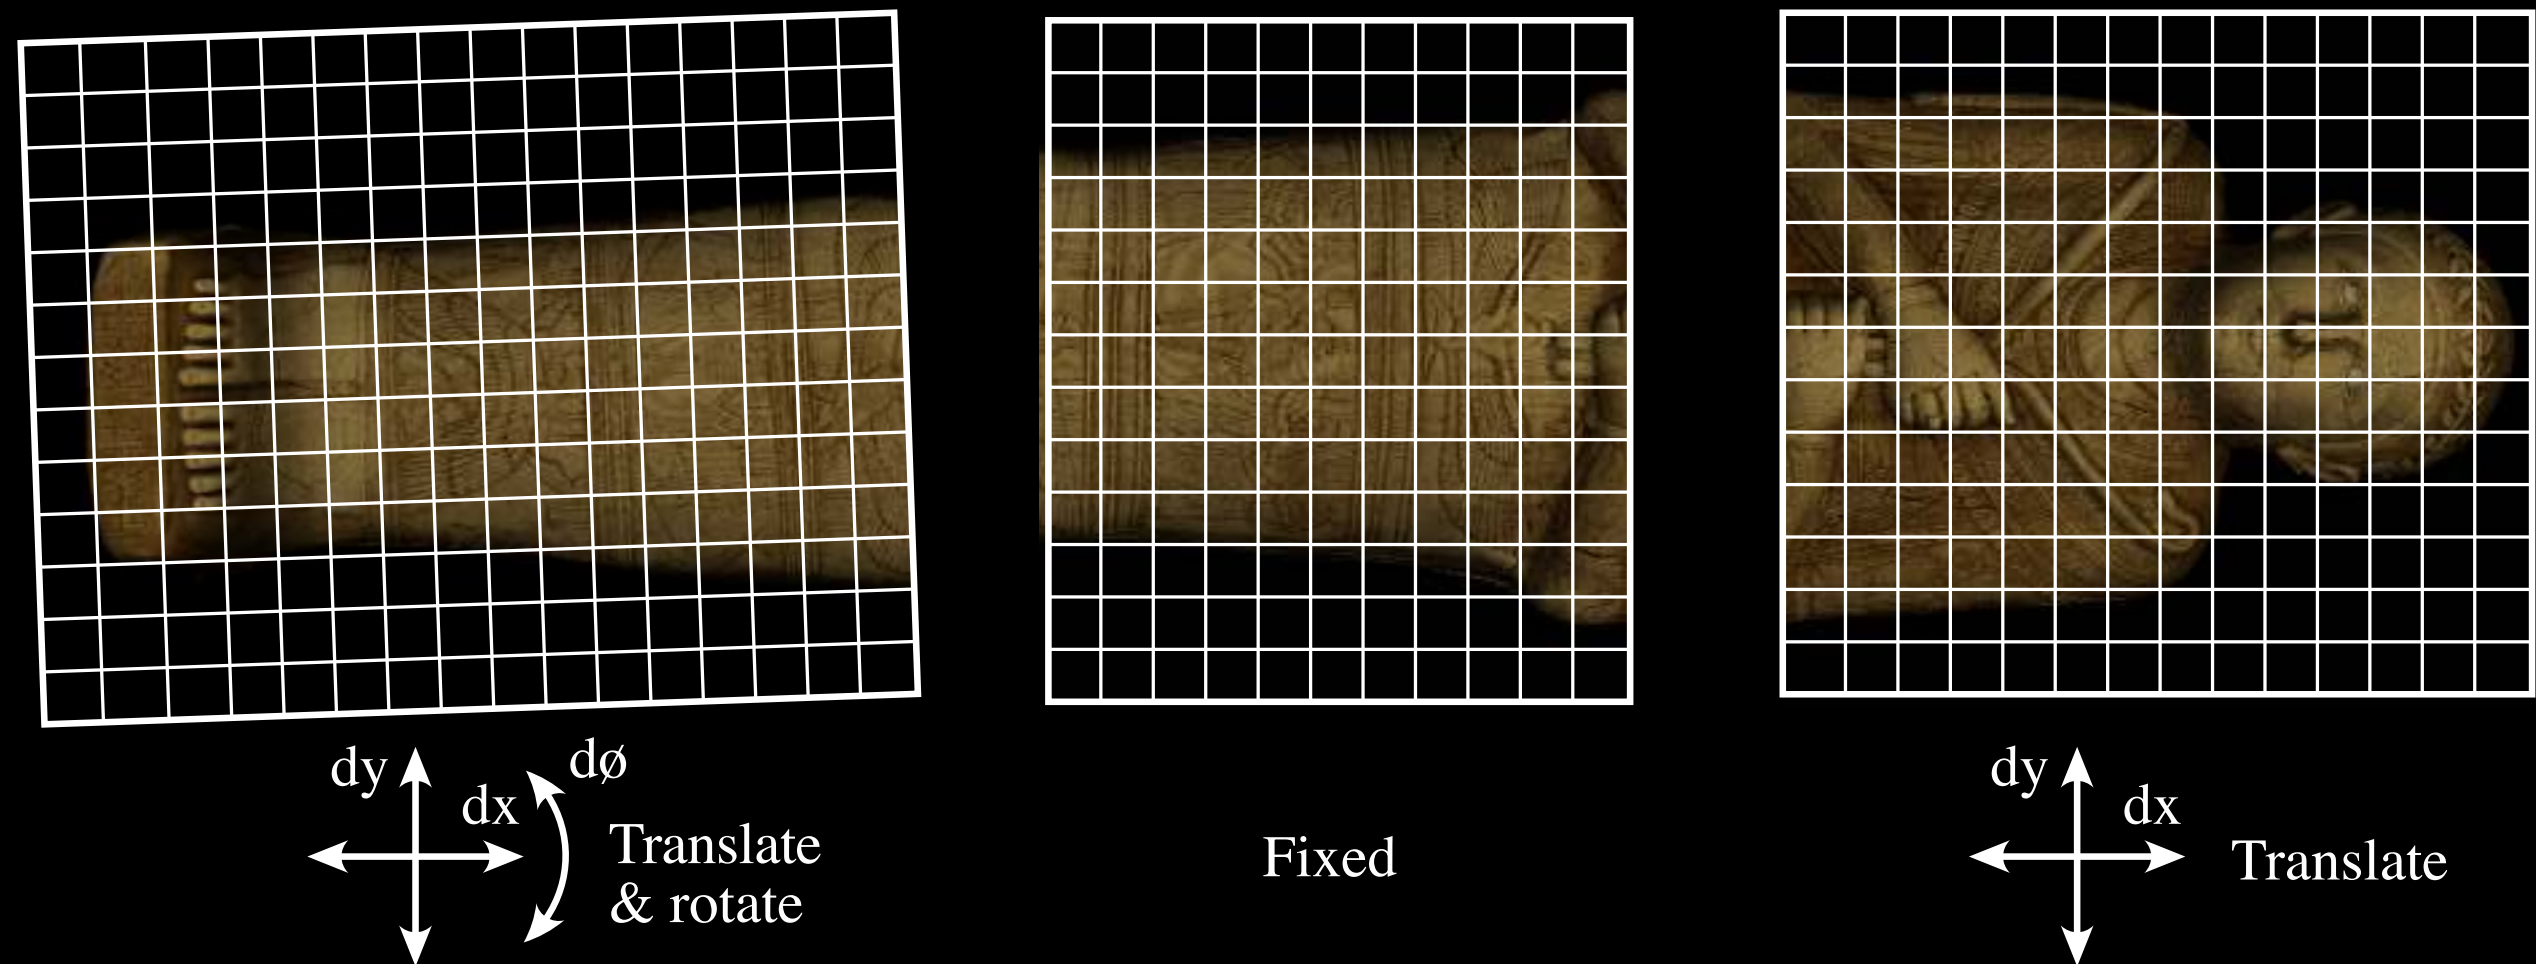 dy
dx
dø
Translate
& rotate
Fixed
dy
dx
Translate